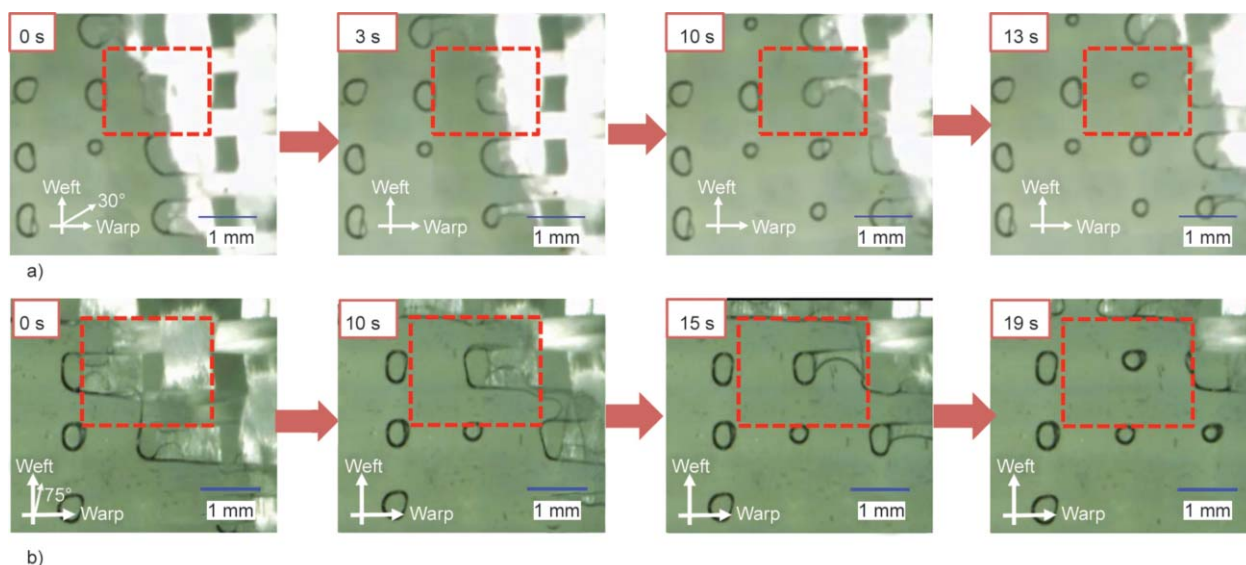 0 s
3 s
10 s
13 s
Weft
30°
Warp
1 mm
Weft
Warp
1 mm
Weft
Warp
1 mm
Weft
Warp
1 mm
a)
0 s
10 s
15 s
19 s
Weft
75°
Warp
1 mm
Weft
Warp
1 mm
Weft
Warp
1 mm
Weft
Warp
1 mm
b)